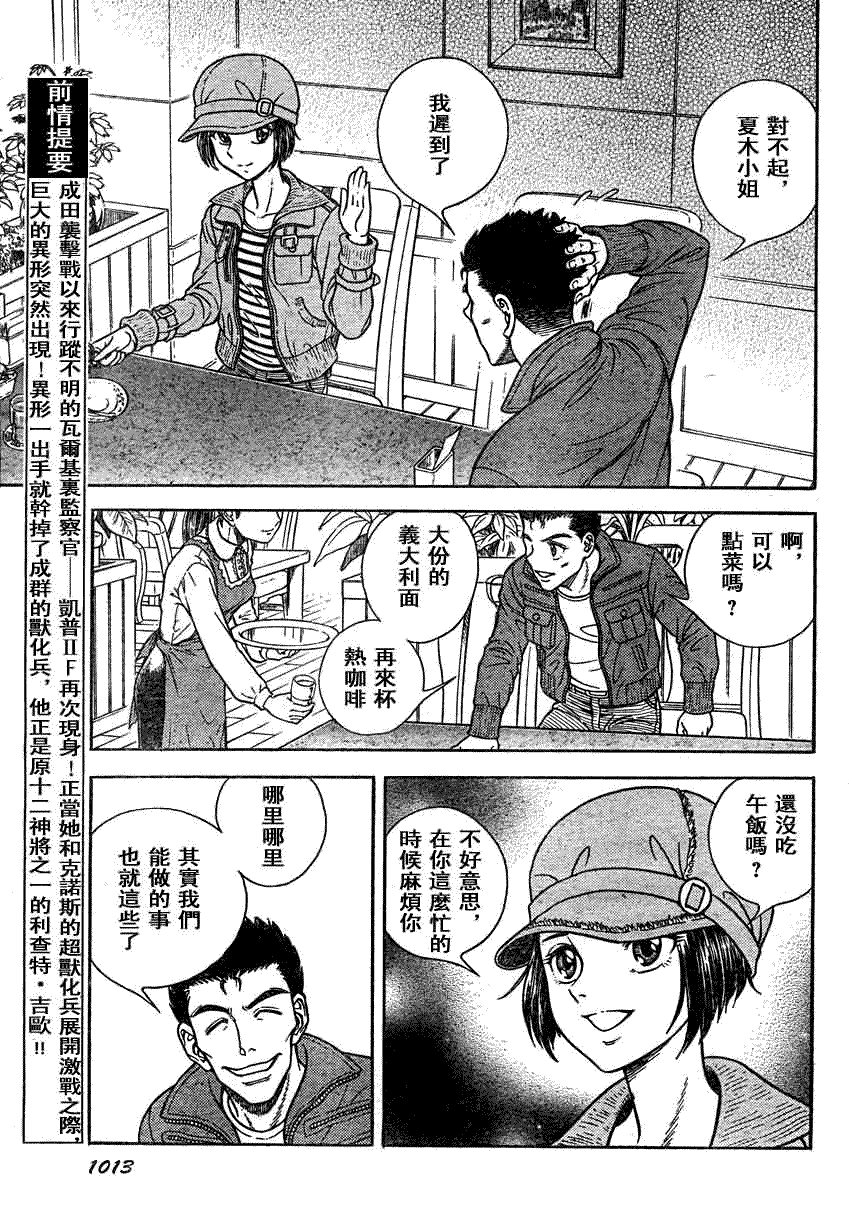 對不起，
夏木小姐
我遲到
了
啊，
可以
點菜嗎？
大份的
義大利面
再來杯
熱咖啡
還沒吃
午飯嗎？
不好意思，
在你這麼忙的
時候麻煩你
哪里哪里
其實我們
能做的事
也就這些了
前情提要
成田襲擊戰以來行蹤不明的瓦爾基裏監察官——凱普ⅡF再次現身！正當她和克諾斯的超獸化兵展開激戰之際，
巨大的異形突然出現！異形一出手就幹掉了成群的獸化兵，他正是原十二神將之一的利查特·吉歐!!
1013